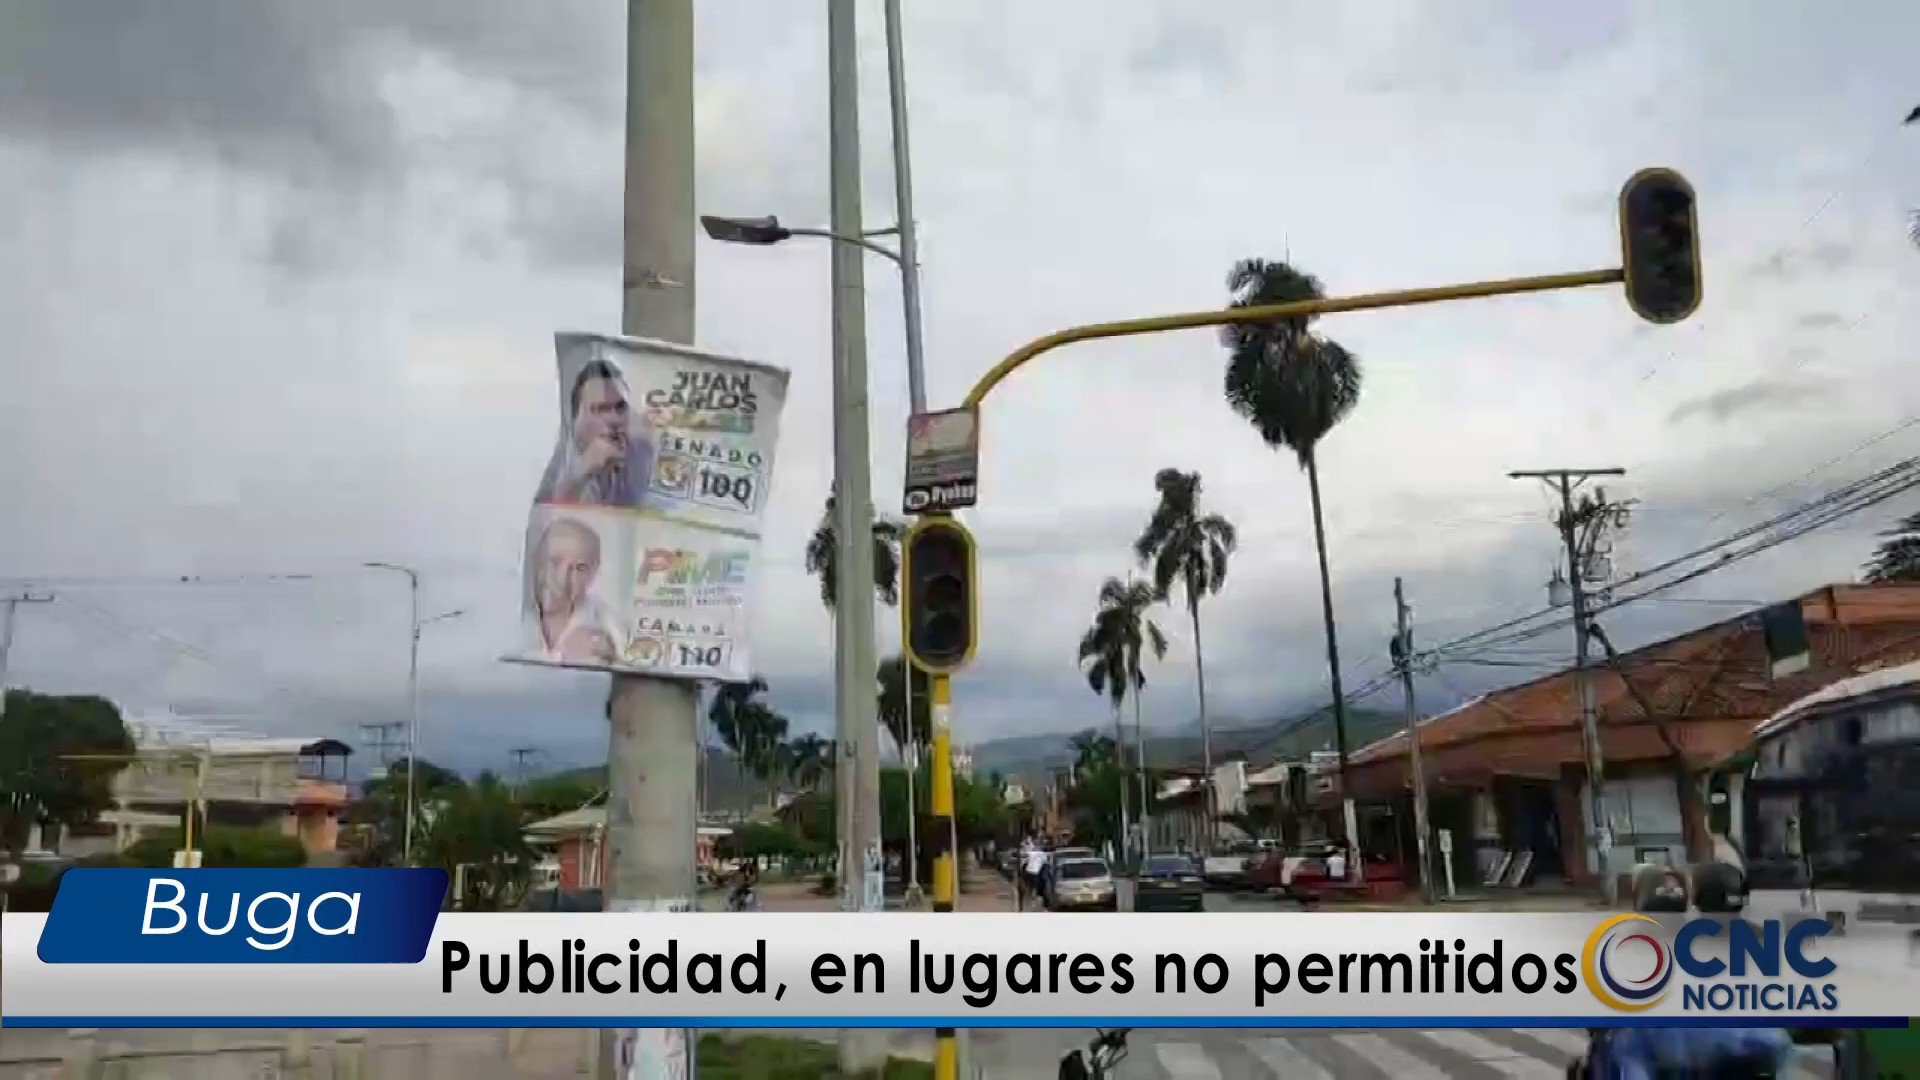 JUAN
CARLOS
SENADO
100
PIME
CAMARA
110
Buga
Publicidad, en lugares no permitidos
CNC
NOTICIAS